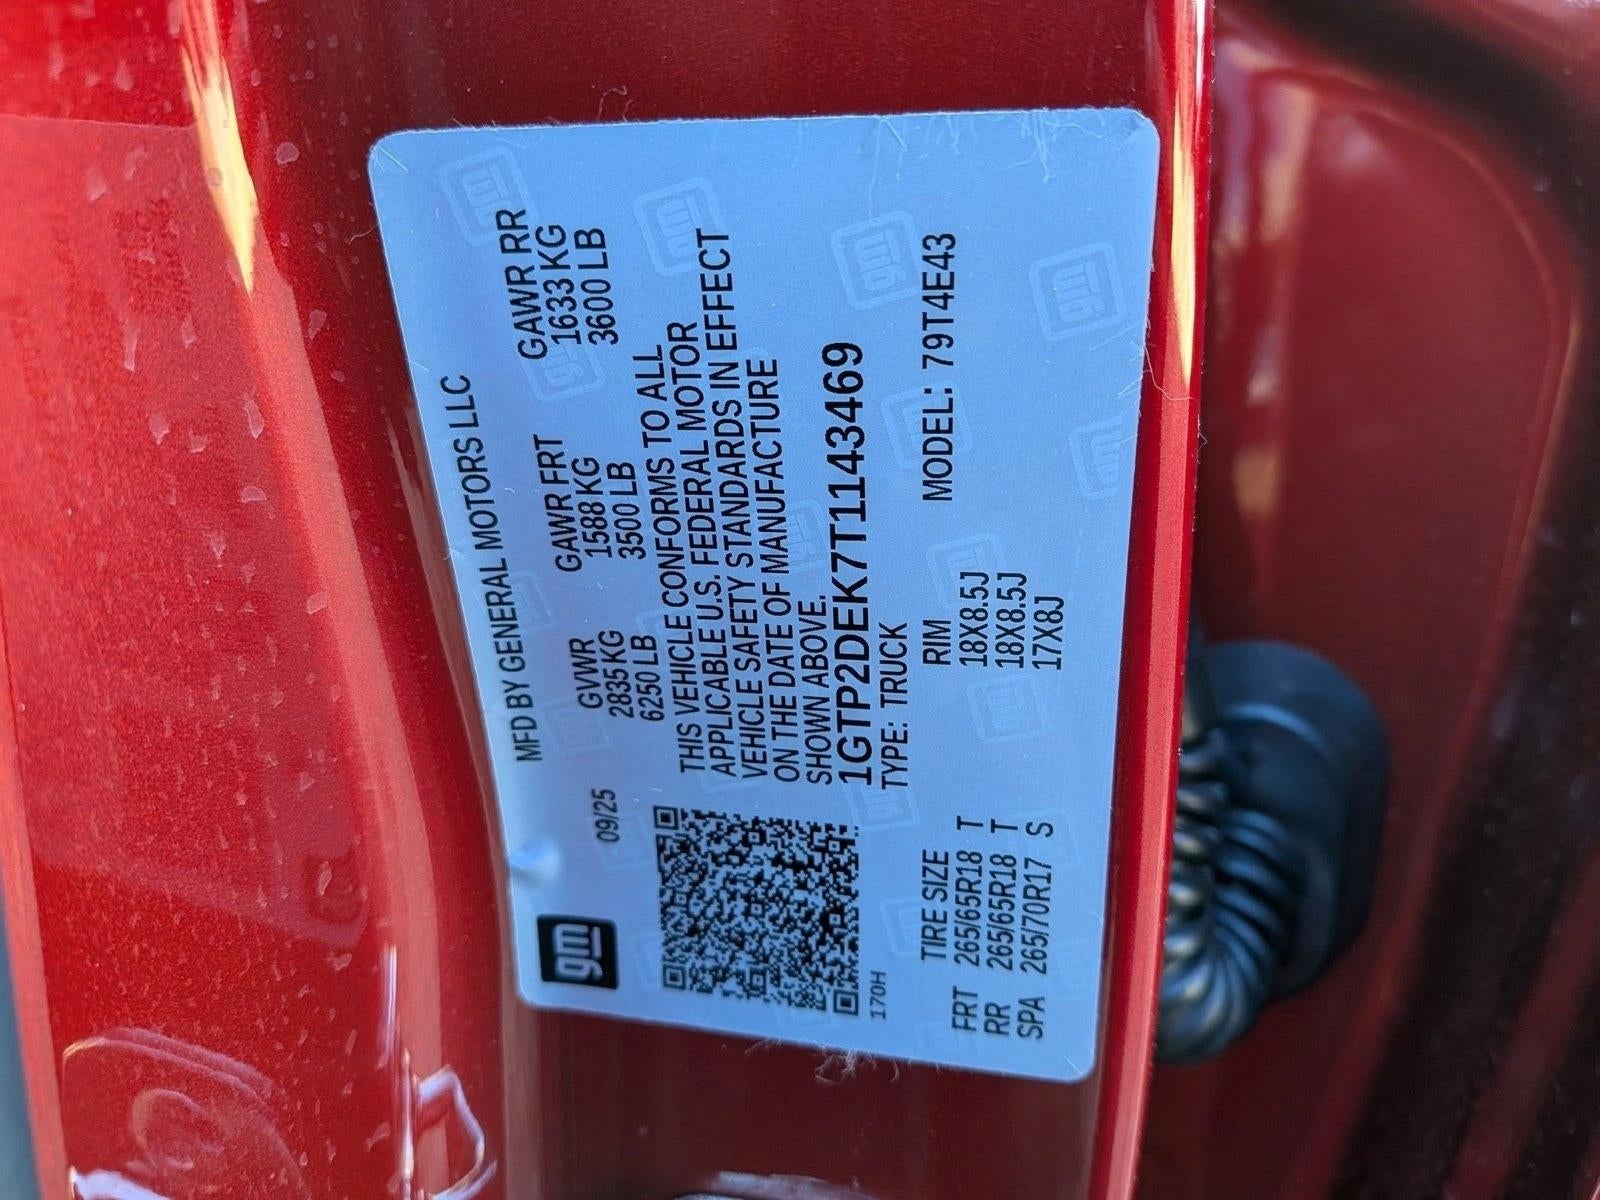 gm
09/25
MFD BY GENERAL MOTORS LLC
GVWR GAWR FRT GAWR RR
2835 KG 1588 KG 1633 KG
6250 LB 3500 LB 3600 LB
THIS VEHICLE CONFORMS TO ALL
APPLICABLE U.S. FEDERAL MOTOR
VEHICLE SAFETY STANDARDS IN EFFECT
ON THE DATE OF MANUFACTURE
SHOWN ABOVE.
1GTP2DEK7T1143469
TYPE: TRUCK MODEL: 79T4E43
170H
TIRE SIZE RIM
FRT 265/65R18 T 18X8.5J
RR 265/65R18 T 18X8.5J
SPA 265/70R17 S 17X8J